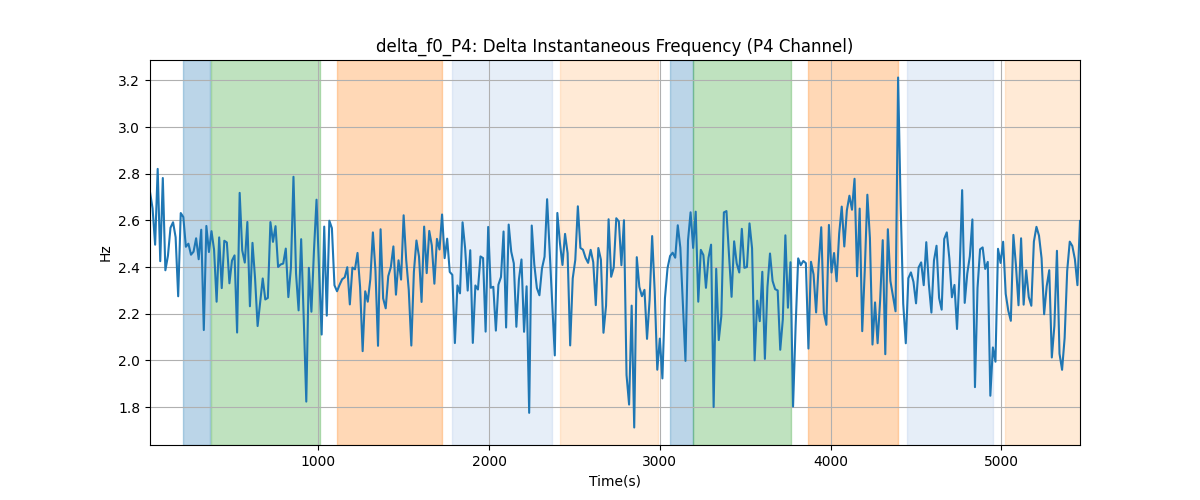 delta_f0_P4: Delta Instantaneous Frequency (P4 Channel)
Hz
3.2
3.0
2.8
2.6
2.4
2.2
2.0
1.8
1000 2000 3000 4000 5000
Time(s)